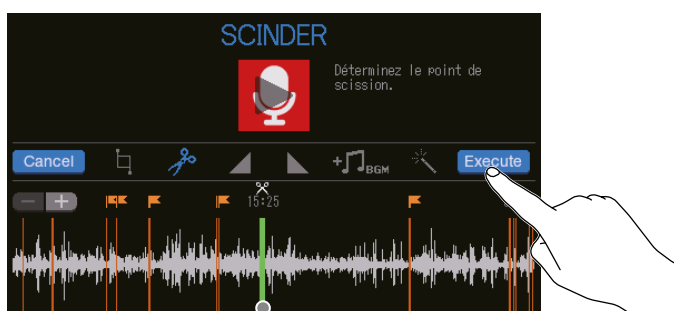 SCINDER
Déterminez le point de
scission.
Cancel
+ BGM
Execute
− +
15:25